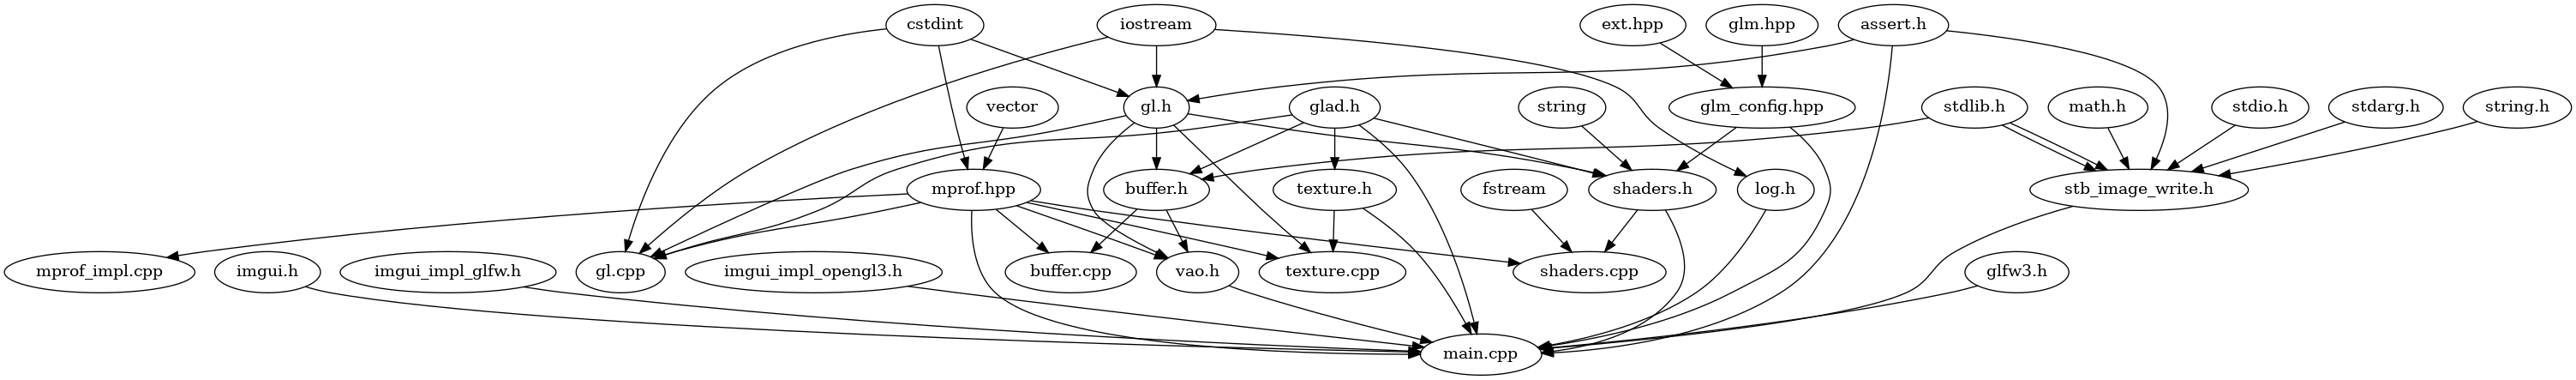 cstdint
iostream
ext.hpp
glm.hpp
assert.h
vector
gl.h
glad.h
string
glm_config.hpp
stdlib.h
math.h
stdio.h
stdarg.h
string.h
mprof.hpp
buffer.h
texture.h
fstream
shaders.h
log.h
stb_image_write.h
mprof_impl.cpp
imgui.h
imgui_impl_glfw.h
gl.cpp
imgui_impl_opengl3.h
buffer.cpp
vao.h
texture.cpp
shaders.cpp
glfw3.h
main.cpp